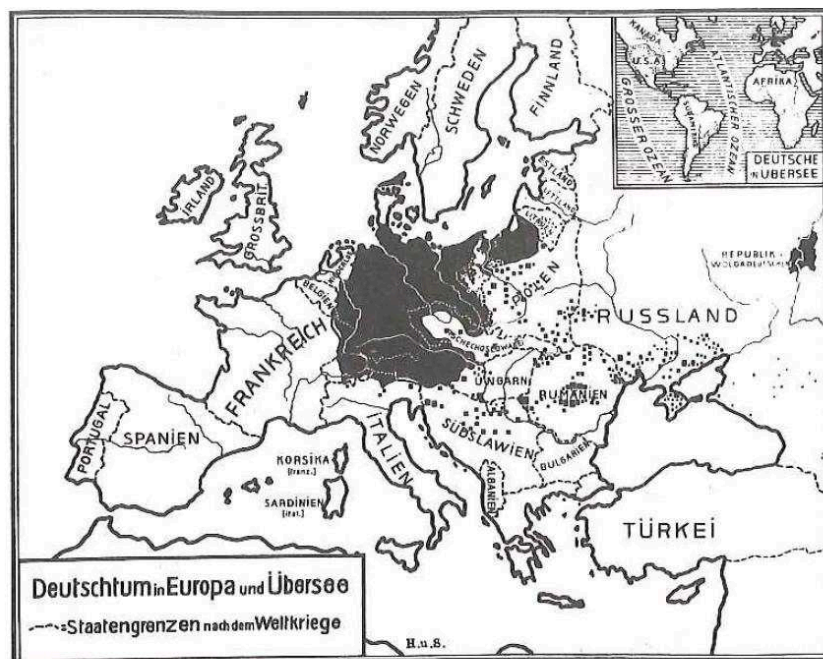 KANADA
U.S.A.
GROSSER OZEAN
ATLANTISCHER OZEAN
AFRIKA
SÜDAMERIKA
DEUTSCHE
IN ÜBERSEE
NORWEGEN
SCHWEDEN
FINNLAND
ESTLAND
LETTLAND
LITAUEN
IRLAND
GROSSBRIT.
BELGIEN
POLEN
REPUBLIK
WOLGADEUTSCHEN
RUSSLAND
FRANKREICH
TSCHECHOSLOWAKEI
UNGARN
RUMÄNIEN
PORTUGAL
SPANIEN
ITALIEN
SÜDSLAWIEN
BULGARIEN
ALBANIEN
KORSIKA
[franz.]
SARDINIEN
[ital.]
TÜRKEI
Deutschtum in Europa und Übersee
Staatengrenzen nach dem Weltkriege
H.u.S.